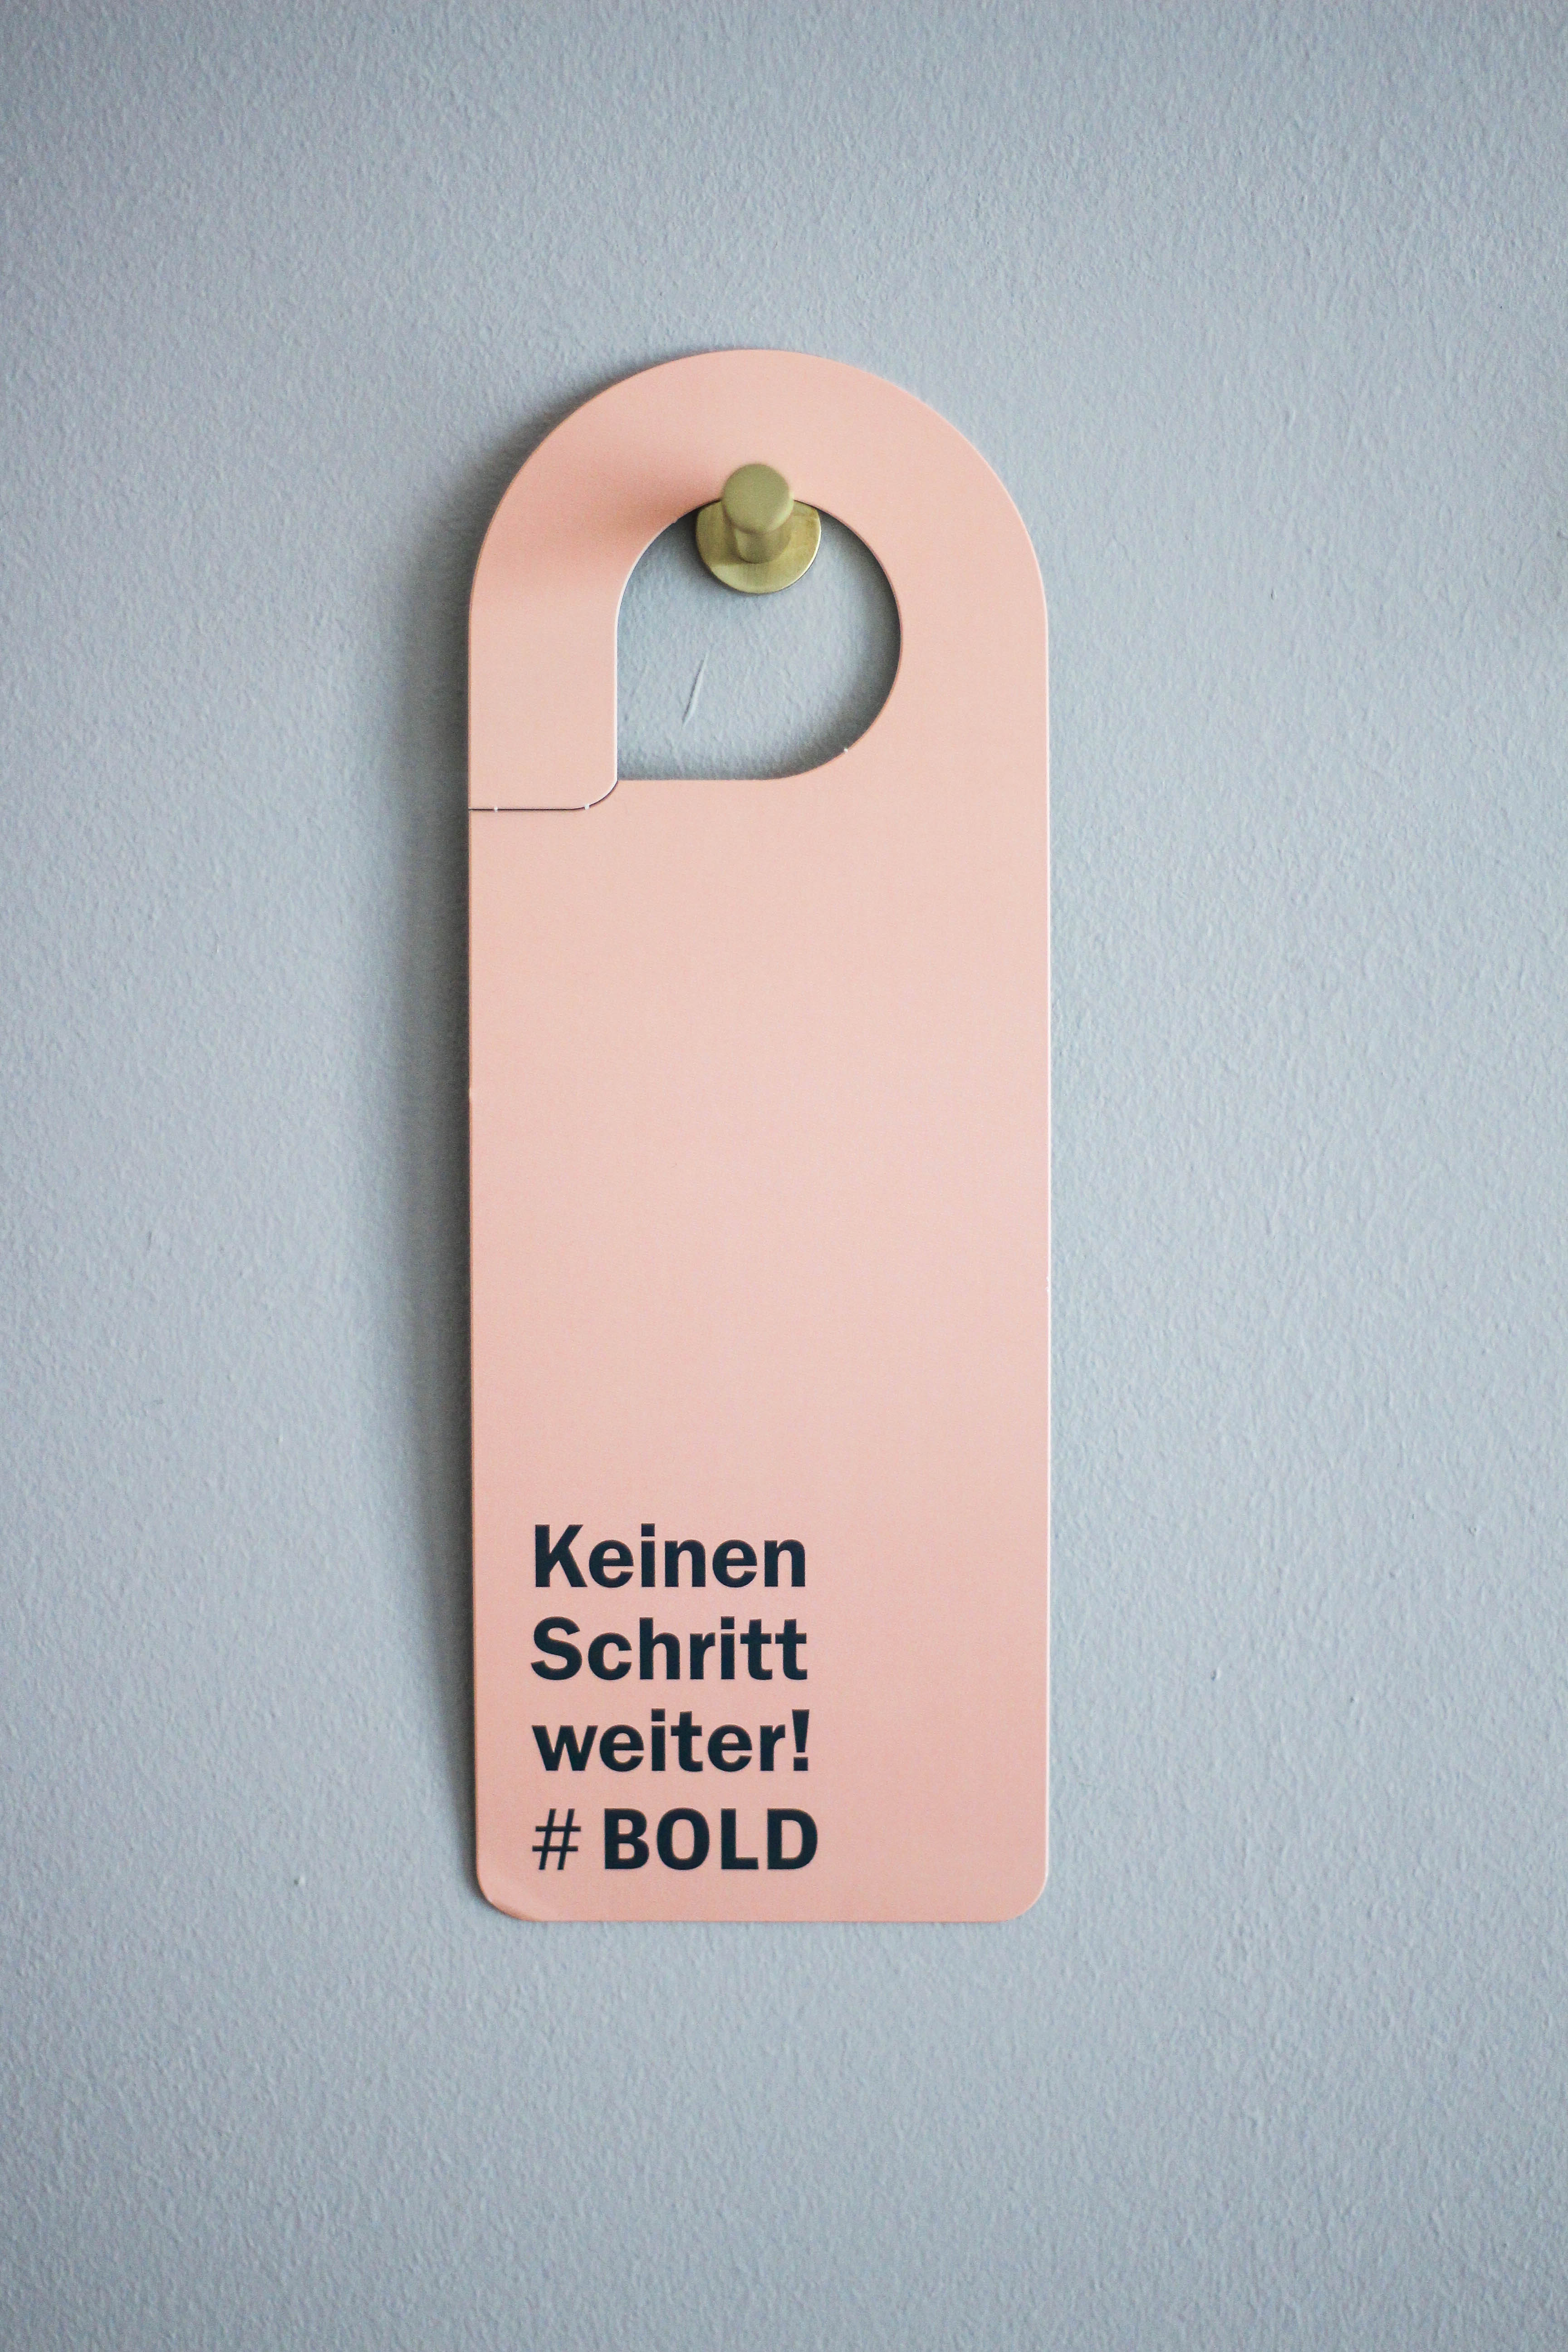 Keinen
Schritt
weiter!
# BOLD